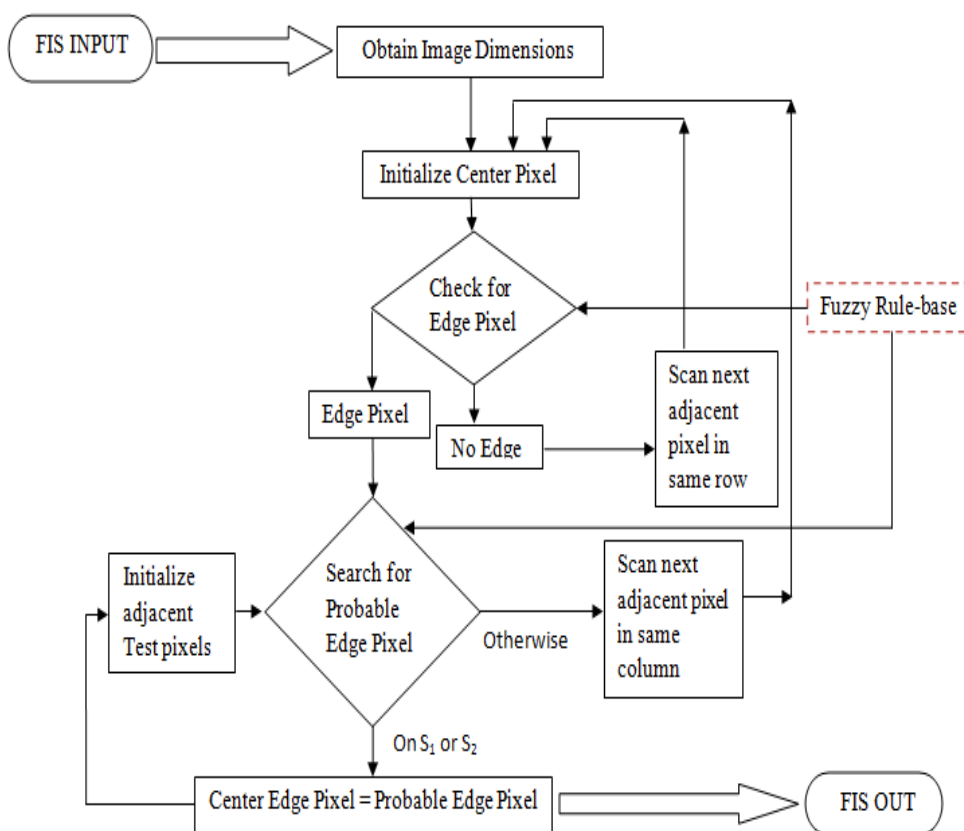 FIS INPUT
Obtain Image Dimensions
Initialize Center Pixel
Check for
Edge Pixel
Fuzzy Rule-base
Edge Pixel
No Edge
Scan next
adjacent
pixel in
same row
Initialize
adjacent
Test pixels
Search for
Probable
Edge Pixel
Otherwise
Scan next
adjacent pixel
in same
column
On S₁ or S₂
Center Edge Pixel = Probable Edge Pixel
FIS OUT